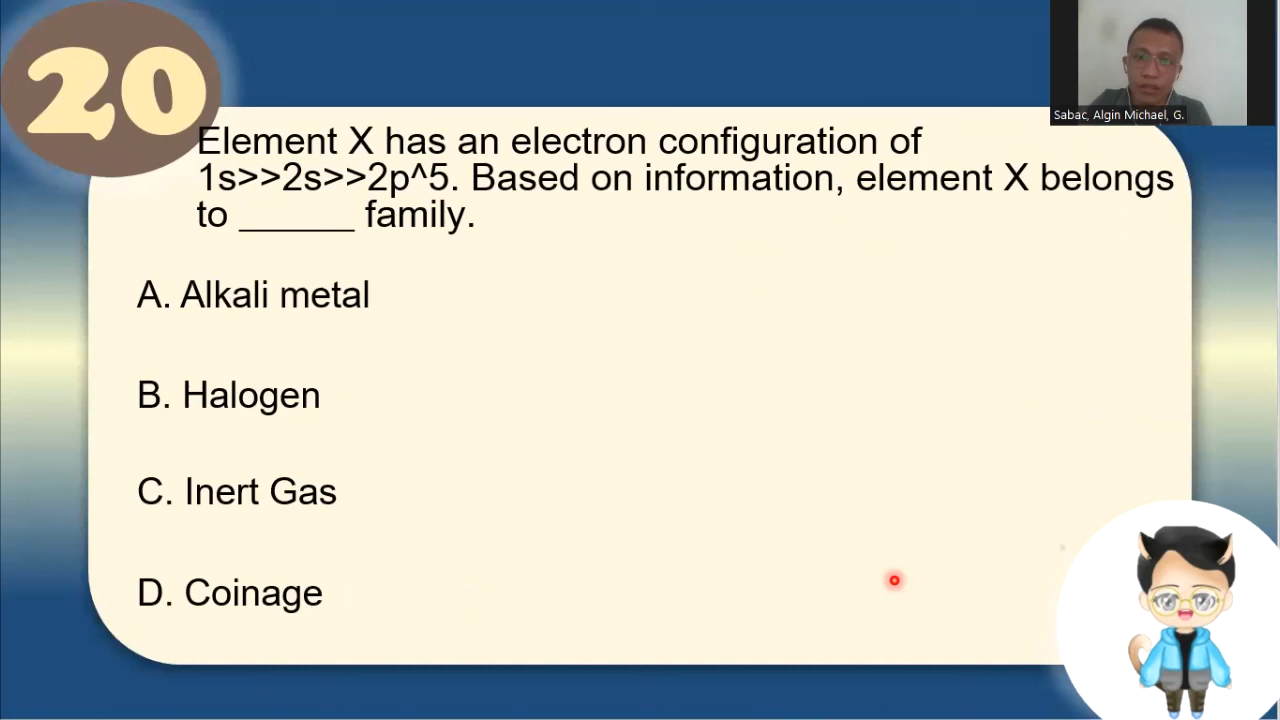 20
Sabac, Algin Michael, G.
Element X has an electron configuration of
1s>>2s>>2p^5. Based on information, element X belongs
to ______ family.
A. Alkali metal
B. Halogen
C. Inert Gas
D. Coinage